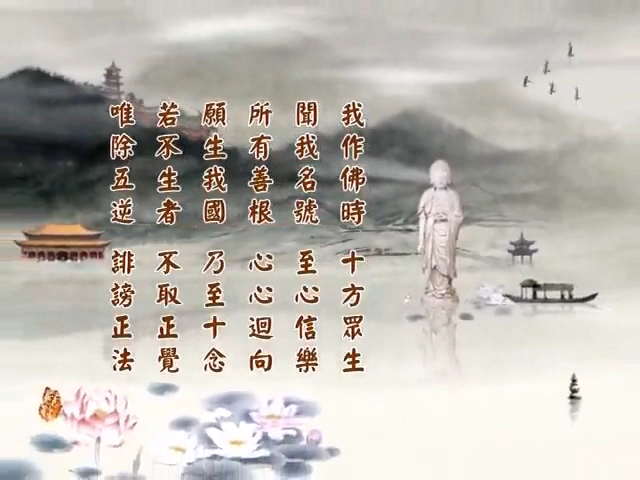 我作佛時 十方眾生
聞我名號 至心信樂
所有善根 心心迴向
願生我國 乃至十念
若不生者 不取正覺
唯除五逆 誹謗正法